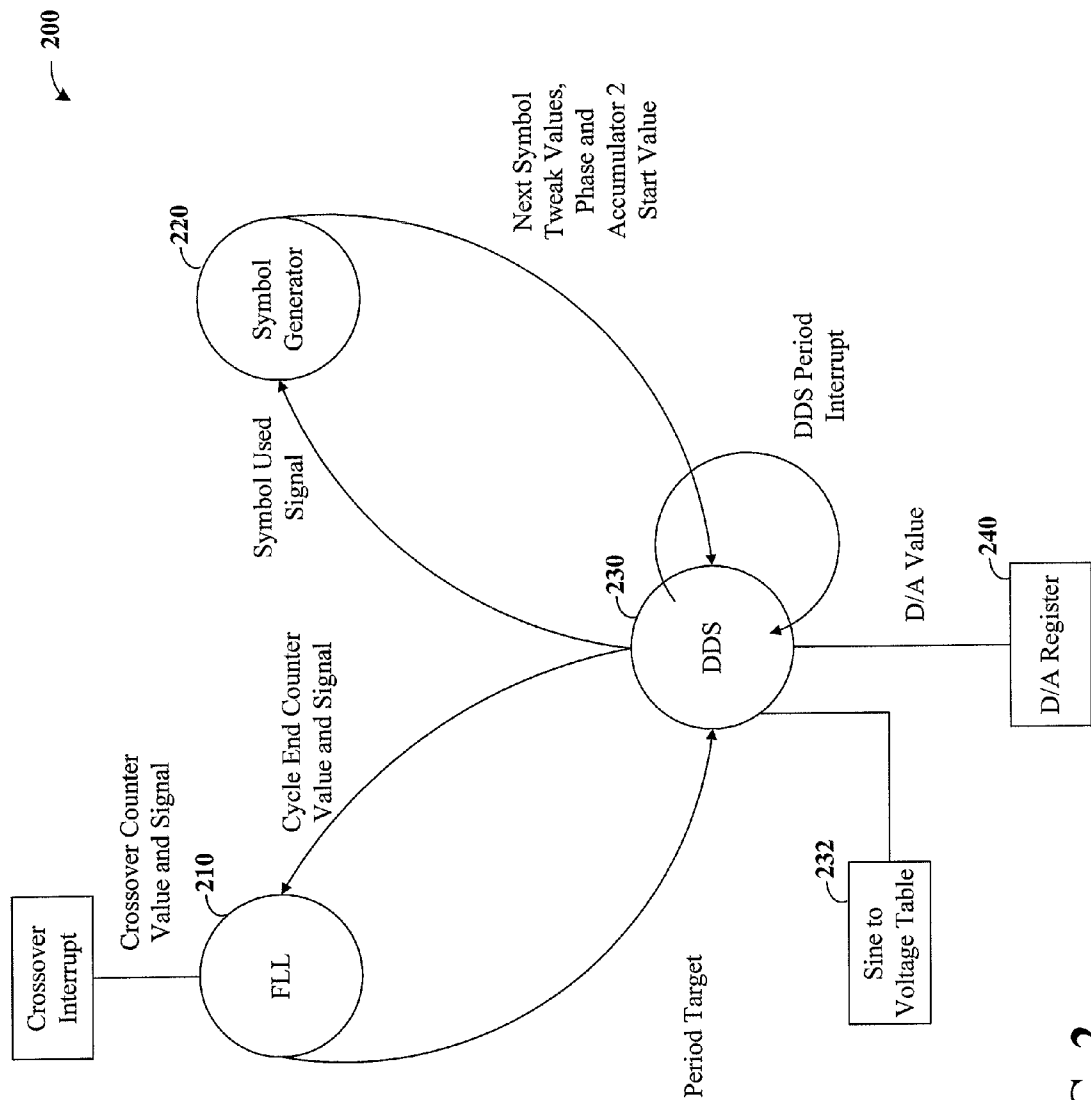 200
Crossover
Interrupt
Crossover Counter
Value and Signal
210
FLL
220
Symbol
Generator
Symbol Used
Signal
Cycle End Counter
Value and Signal
Next Symbol
Tweak Values,
Phase and
Accumulator 2
Start Value
230
DDS
DDS Period
Interrupt
Period Target
232
Sine to
Voltage Table
D/A Value
240
D/A Register